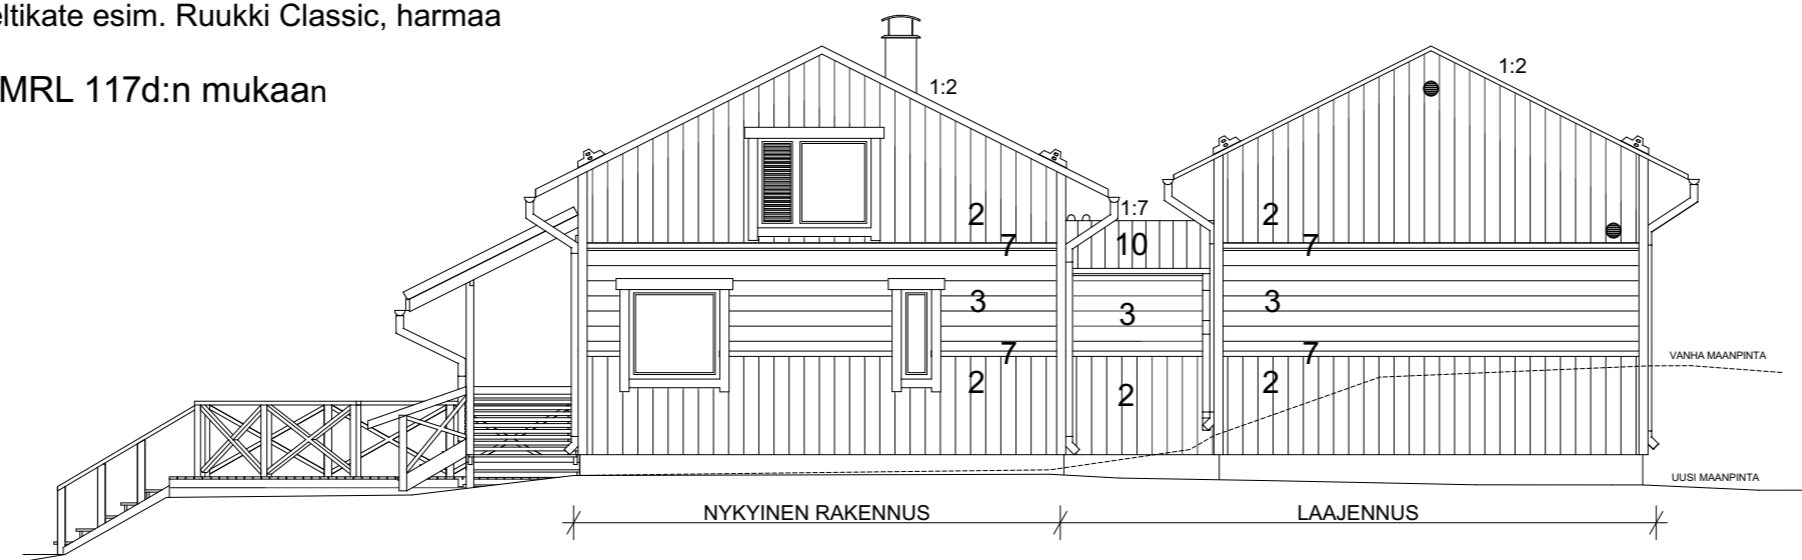 ltikate esim. Ruukki Classic, harmaa
MRL 117d:n mukaan
1:2
1:2
1:7
2
10
2
7
7
3
3
3
7
7
2
2
2
VANHA MAANPINTA
UUSI MAANPINTA
NYKYINEN RAKENNUS
LAAJENNUS